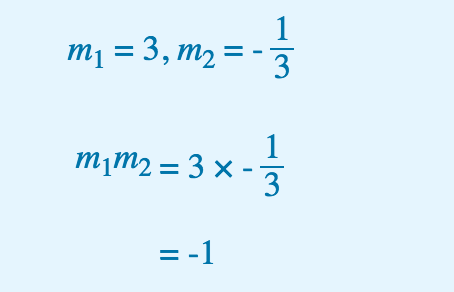 m₁ = 3, m₂ = -1/3
m₁m₂ = 3 × -1/3
= -1